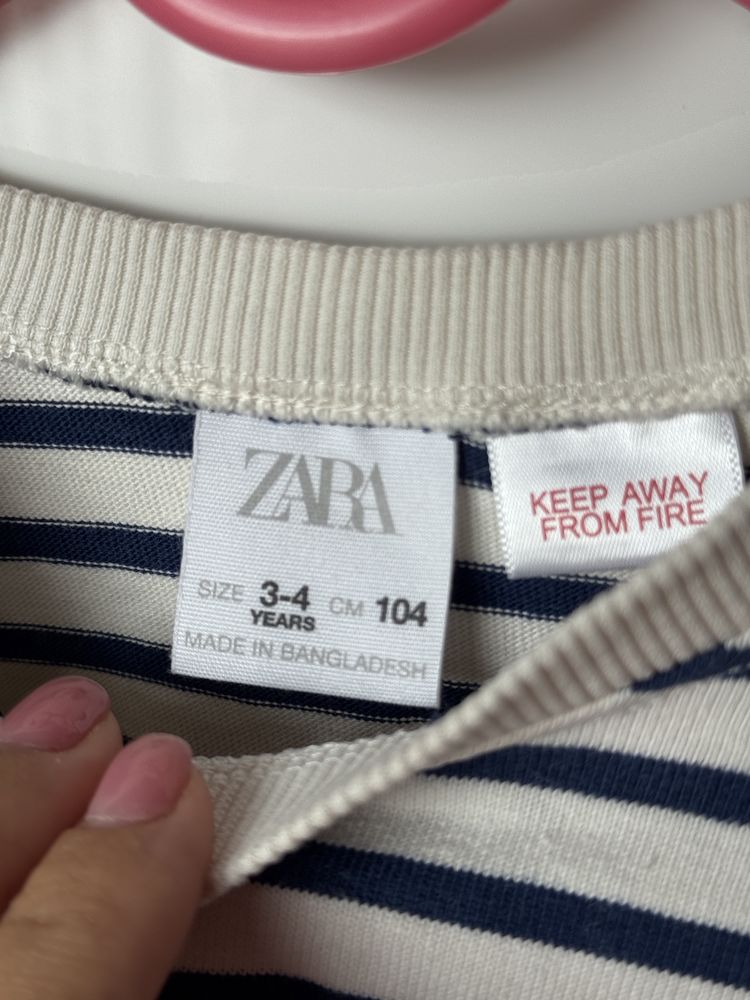 ZARA
SIZE 3-4 YEARS CM 104
MADE IN BANGLADESH
KEEP AWAY
FROM FIRE